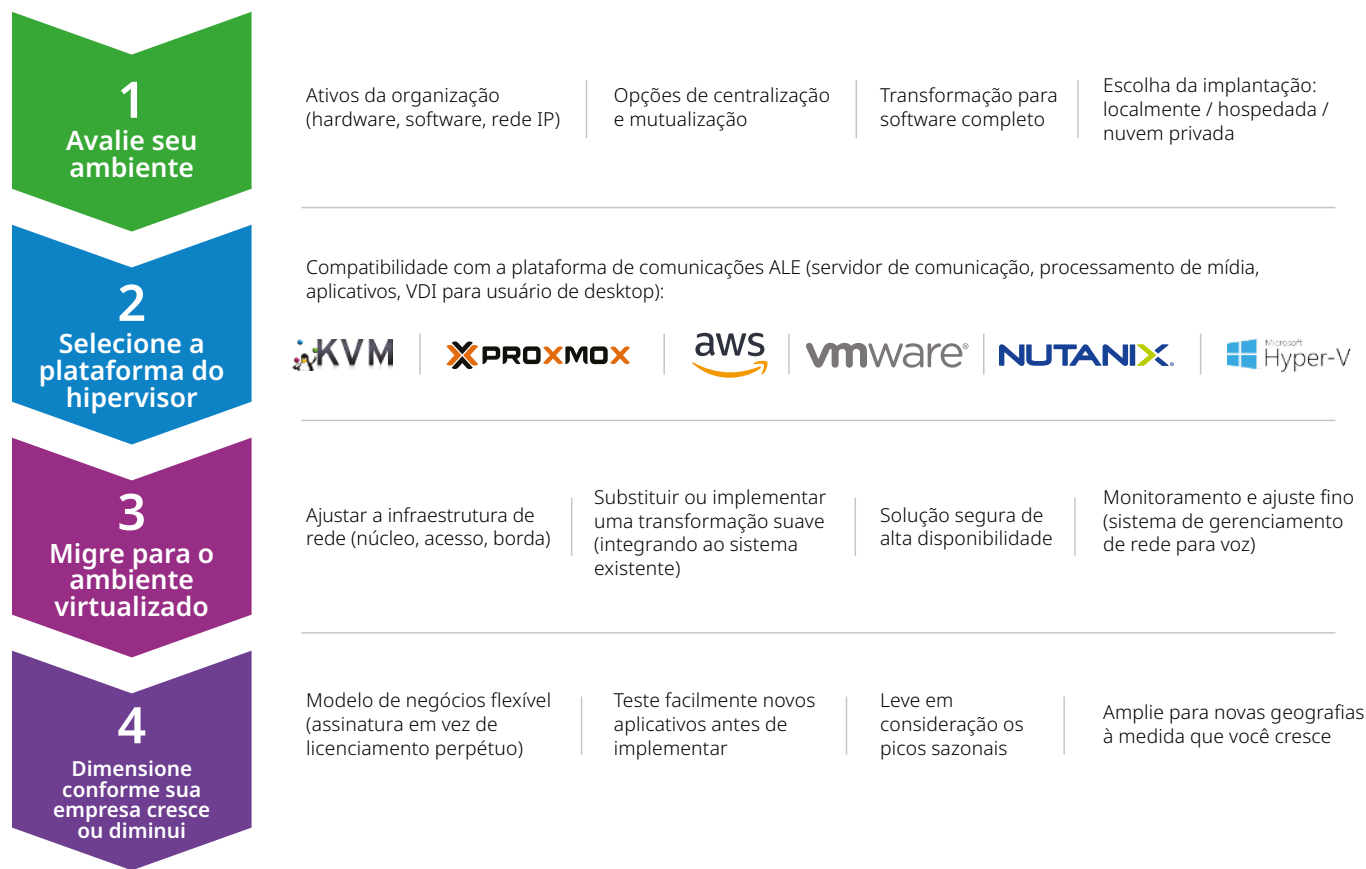 1
Avalie seu
ambiente
Ativos da organização
(hardware, software, rede IP)
Opções de centralização
e mutualização
Transformação para
software completo
Escolha da implantação:
localmente / hospedada /
nuvem privada
2
Selecione a
plataforma do
hipervisor
Compatibilidade com a plataforma de comunicações ALE (servidor de comunicação, processamento de mídia,
aplicativos, VDI para usuário de desktop):
KVM
PROXMOX
aws
vmware®
NUTANIX.
Microsoft
Hyper-V
3
Migre para o
ambiente
virtualizado
Ajustar a infraestrutura de
rede (núcleo, acesso, borda)
Substituir ou implementar
uma transformação suave
(integrando ao sistema
existente)
Solução segura de
alta disponibilidade
Monitoramento e ajuste fino
(sistema de gerenciamento
de rede para voz)
4
Dimensione
conforme sua
empresa cresce
ou diminui
Modelo de negócios flexível
(assinatura em vez de
licenciamento perpétuo)
Teste facilmente novos
aplicativos antes de
implementar
Leve em
consideração os
picos sazonais
Amplie para novas geografias
à medida que você cresce